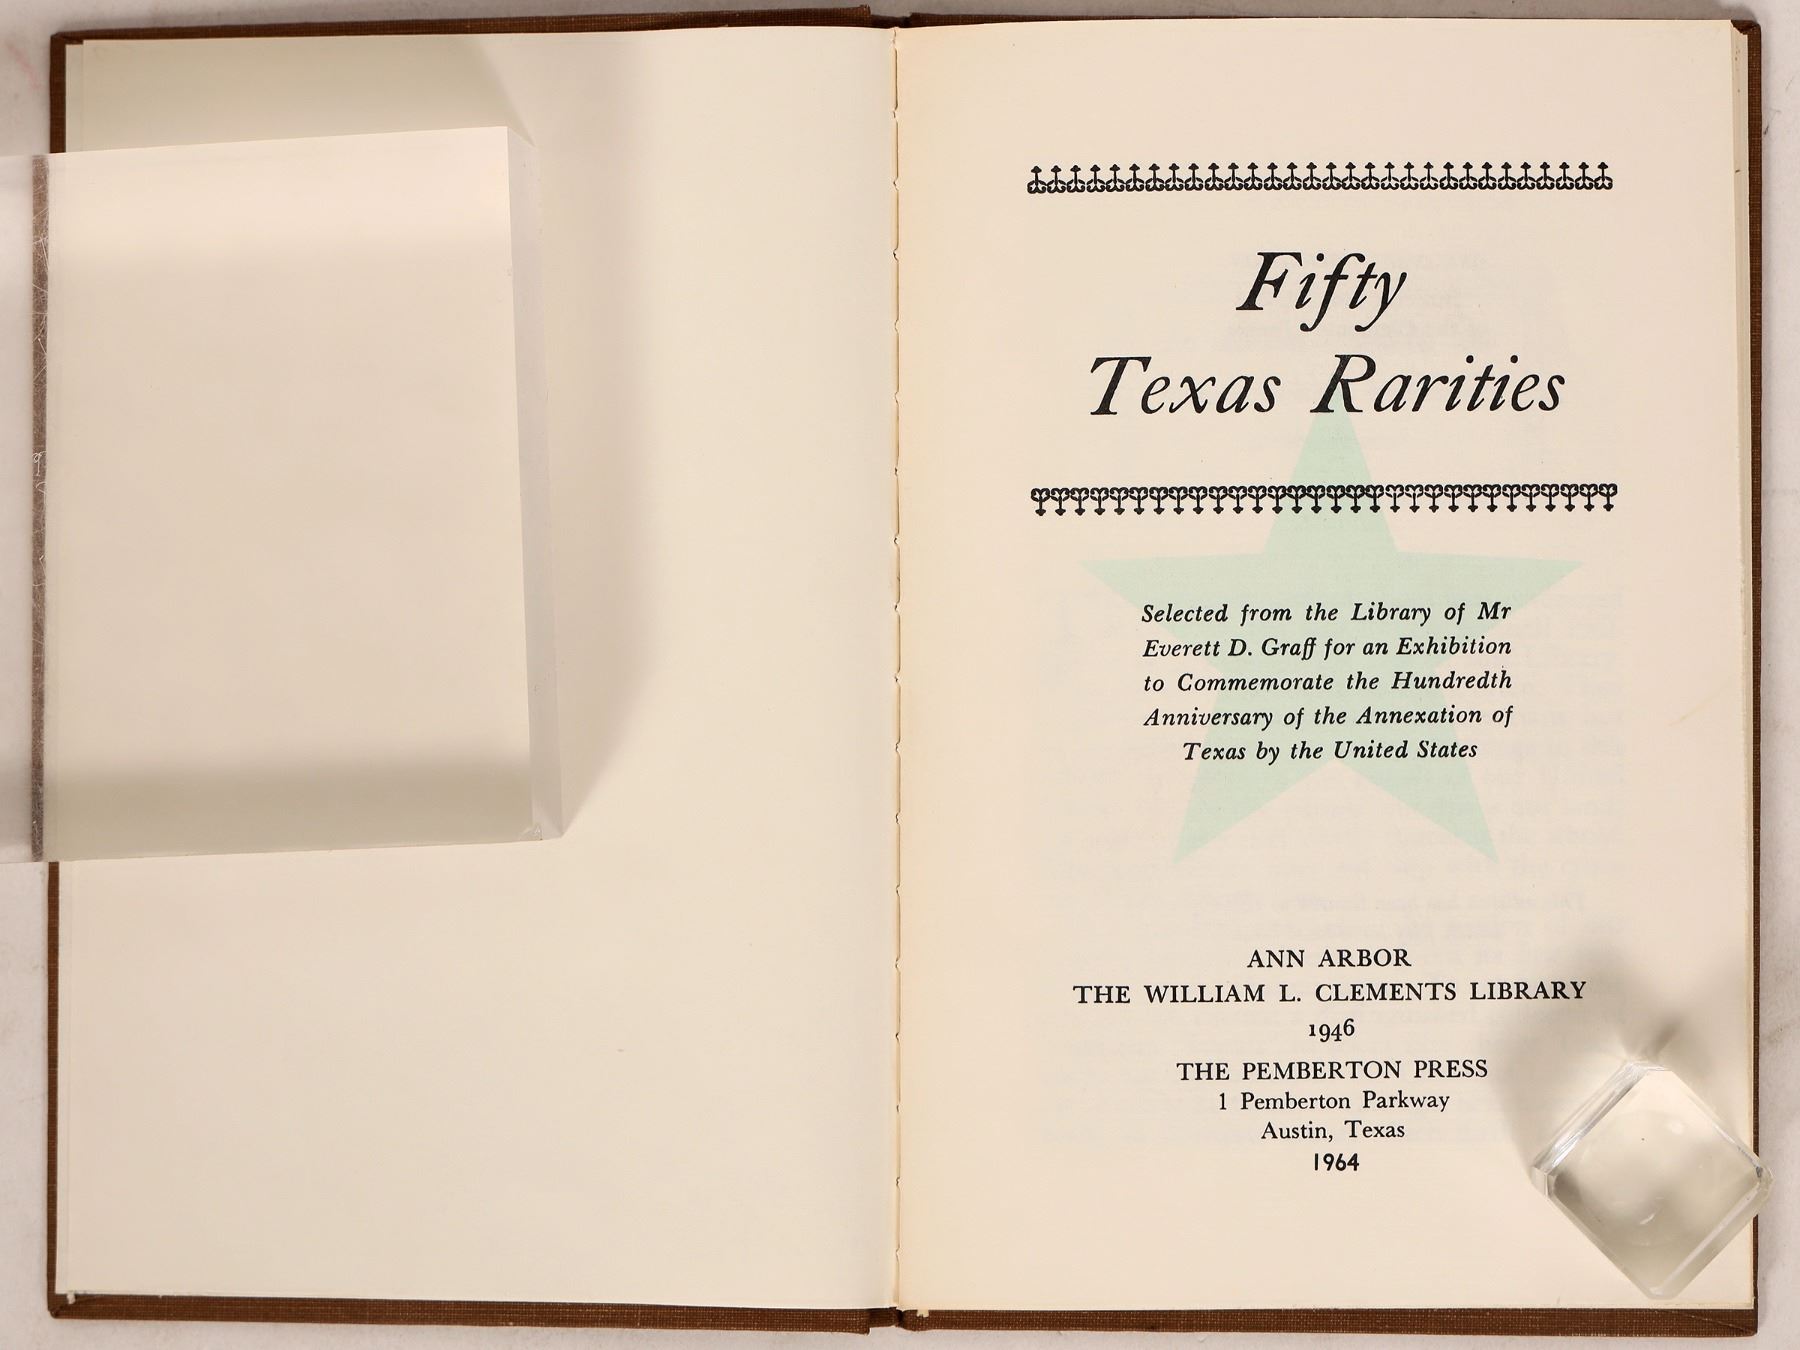 Fifty
Texas Rarities
Selected from the Library of Mr
Everett D. Graff for an Exhibition
to Commemorate the Hundredth
Anniversary of the Annexation of
Texas by the United States
ANN ARBOR
THE WILLIAM L. CLEMENTS LIBRARY
1946
THE PEMBERTON PRESS
1 Pemberton Parkway
Austin, Texas
1964